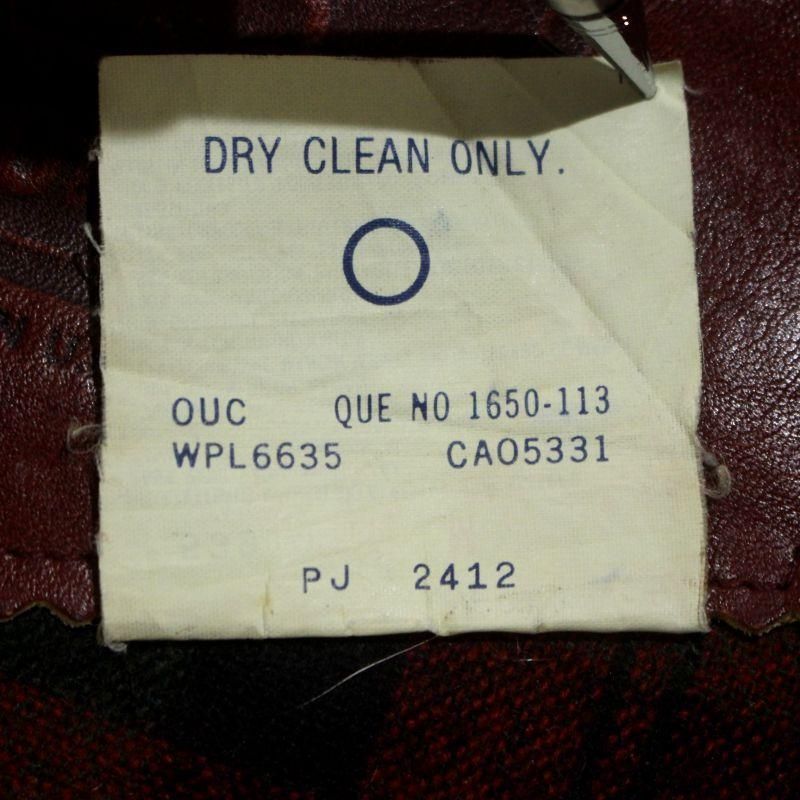 DRY CLEAN ONLY.
OUC QUE NO 1650-113
WPL6635 CA05331
PJ 2412